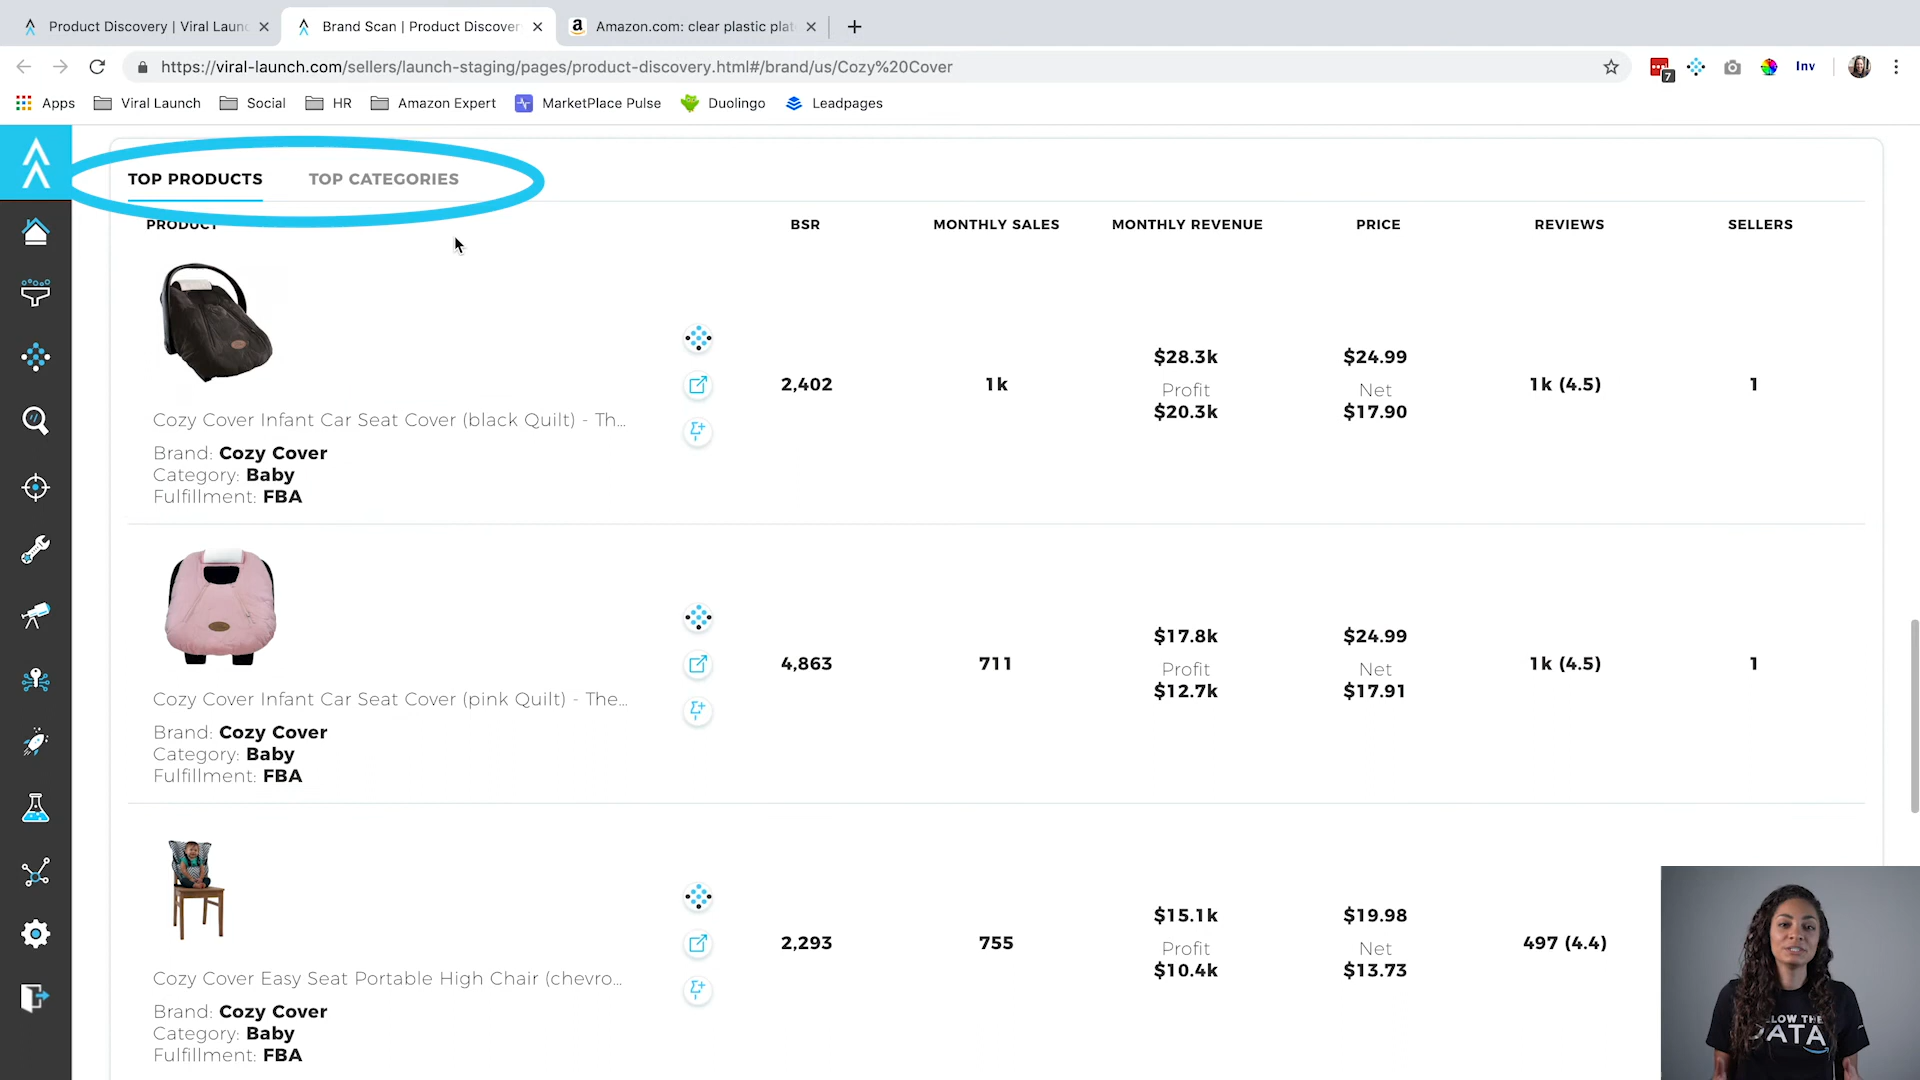 Product Discovery | Viral Laun
Brand Scan | Product Discover
a
Amazon.com: clear plastic plat
https://viral-launch.com/sellers/launch-staging/pages/product-discovery.html#/brand/us/Cozy%20Cover
7
Inv
Apps
Viral Launch
Social
HR
Amazon Expert
MarketPlace Pulse
Duolingo
Leadpages
TOP PRODUCTS
TOP CATEGORIES
PRODUCT
BSR
MONTHLY SALES
MONTHLY REVENUE
PRICE
REVIEWS
SELLERS
Cozy Cover Infant Car Seat Cover (black Quilt) - Th...
Brand: Cozy Cover
Category: Baby
Fulfillment: FBA
2,402
1k
$28.3k
Profit
$20.3k
$24.99
Net
$17.90
1k (4.5)
1
Cozy Cover Infant Car Seat Cover (pink Quilt) - The...
Brand: Cozy Cover
Category: Baby
Fulfillment: FBA
4,863
711
$17.8k
Profit
$12.7k
$24.99
Net
$17.91
1k (4.5)
1
Cozy Cover Easy Seat Portable High Chair (chevro...
Brand: Cozy Cover
Category: Baby
Fulfillment: FBA
2,293
755
$15.1k
Profit
$10.4k
$19.98
Net
$13.73
497 (4.4)
LOW THE
DATA